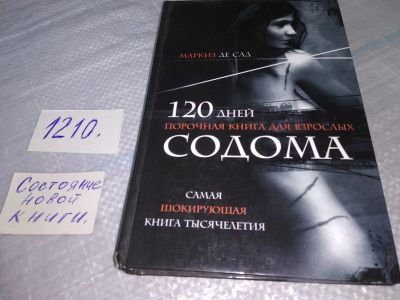 МАРКИЗ ДЕ САД
120 ДНЕЙ
ПОРОЧНАЯ КНИГА ДЛЯ ВЗРОСЛЫХ
СОДОМА
САМАЯ
ШОКИРУЮЩАЯ
КНИГА ТЫСЯЧЕЛЕТИЯ
1210.
Состояние
новой
книги.